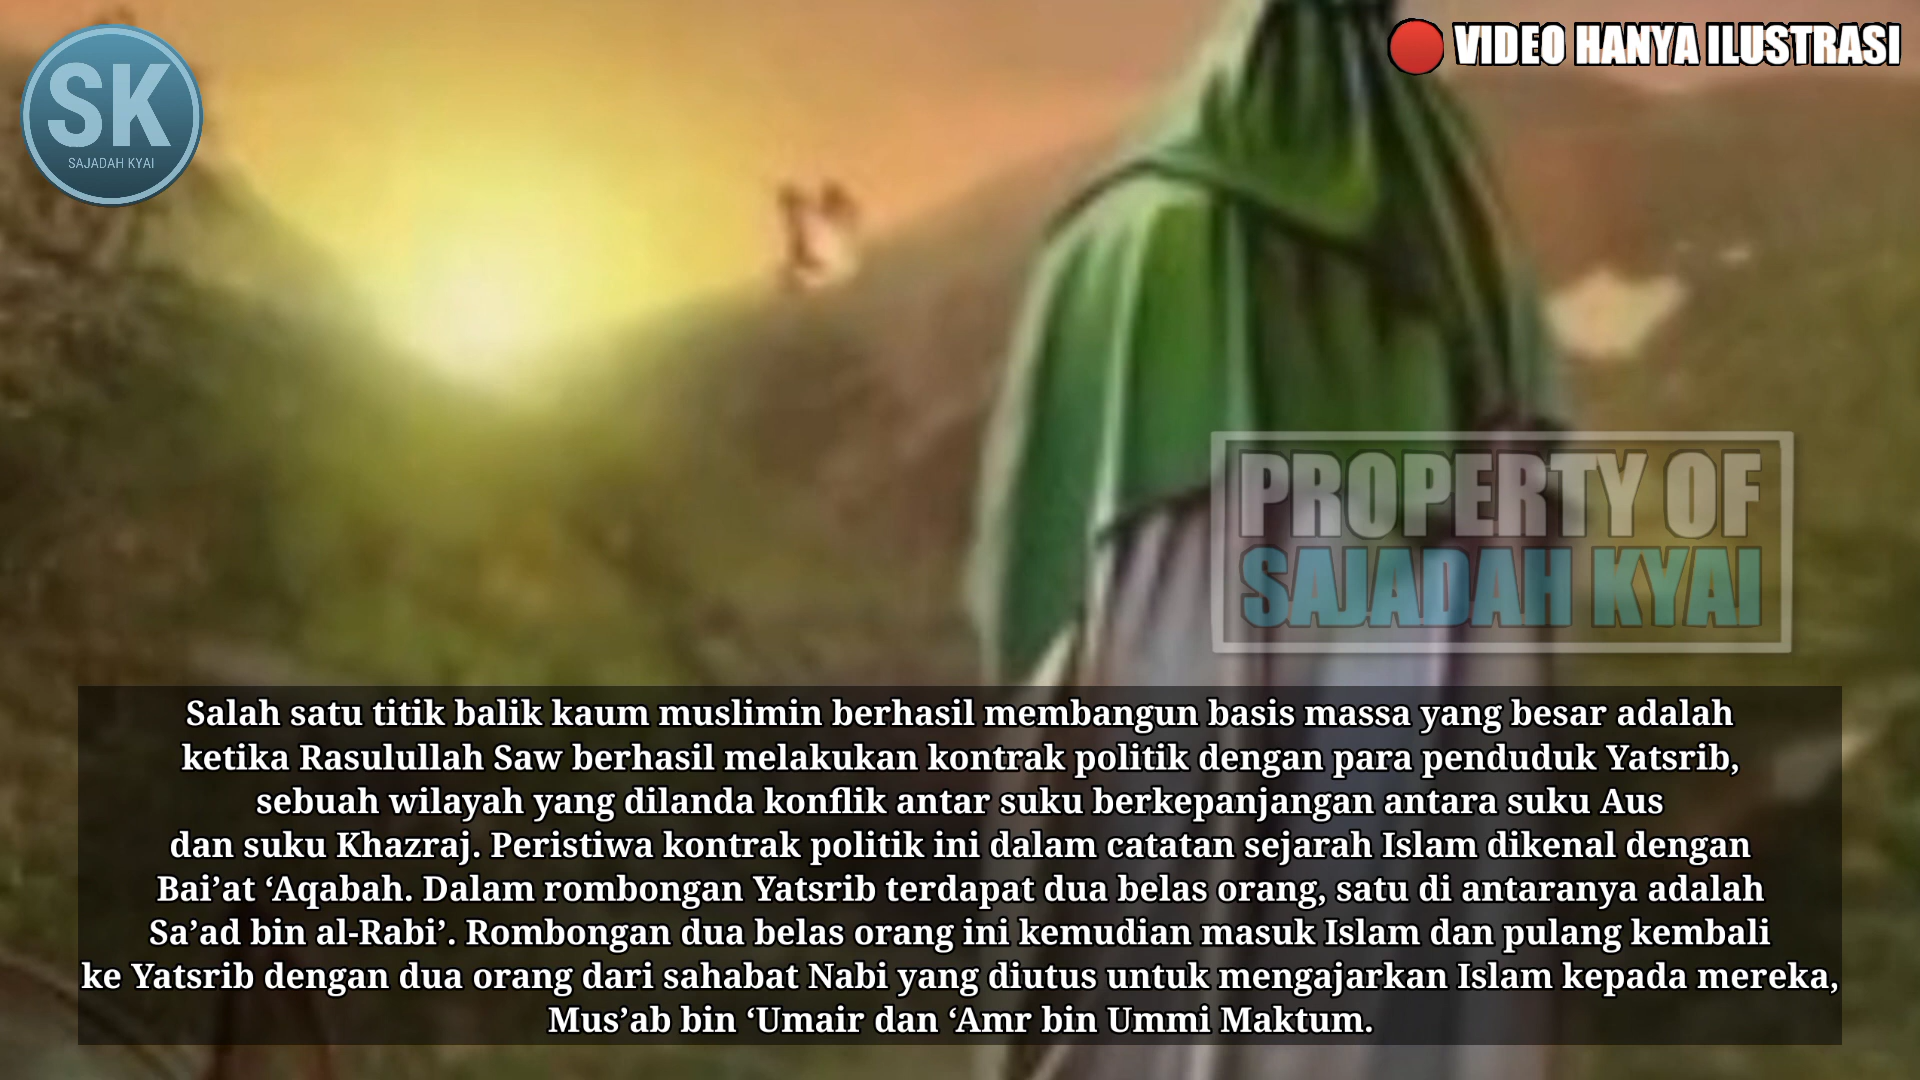 SK
SAJADAH KYAI
VIDEO HANYA ILUSTRASI
PROPERTY OF
SAJADAH KYAI
Salah satu titik balik kaum muslimin berhasil membangun basis massa yang besar adalah
ketika Rasulullah Saw berhasil melakukan kontrak politik dengan para penduduk Yatsrib,
sebuah wilayah yang dilanda konflik antar suku berkepanjangan antara suku Aus
dan suku Khazraj. Peristiwa kontrak politik ini dalam catatan sejarah Islam dikenal dengan
Bai’at ‘Aqabah. Dalam rombongan Yatsrib terdapat dua belas orang, satu di antaranya adalah
Sa’ad bin al-Rabi’. Rombongan dua belas orang ini kemudian masuk Islam dan pulang kembali
ke Yatsrib dengan dua orang dari sahabat Nabi yang diutus untuk mengajarkan Islam kepada mereka,
Mus’ab bin ‘Umair dan ‘Amr bin Ummi Maktum.